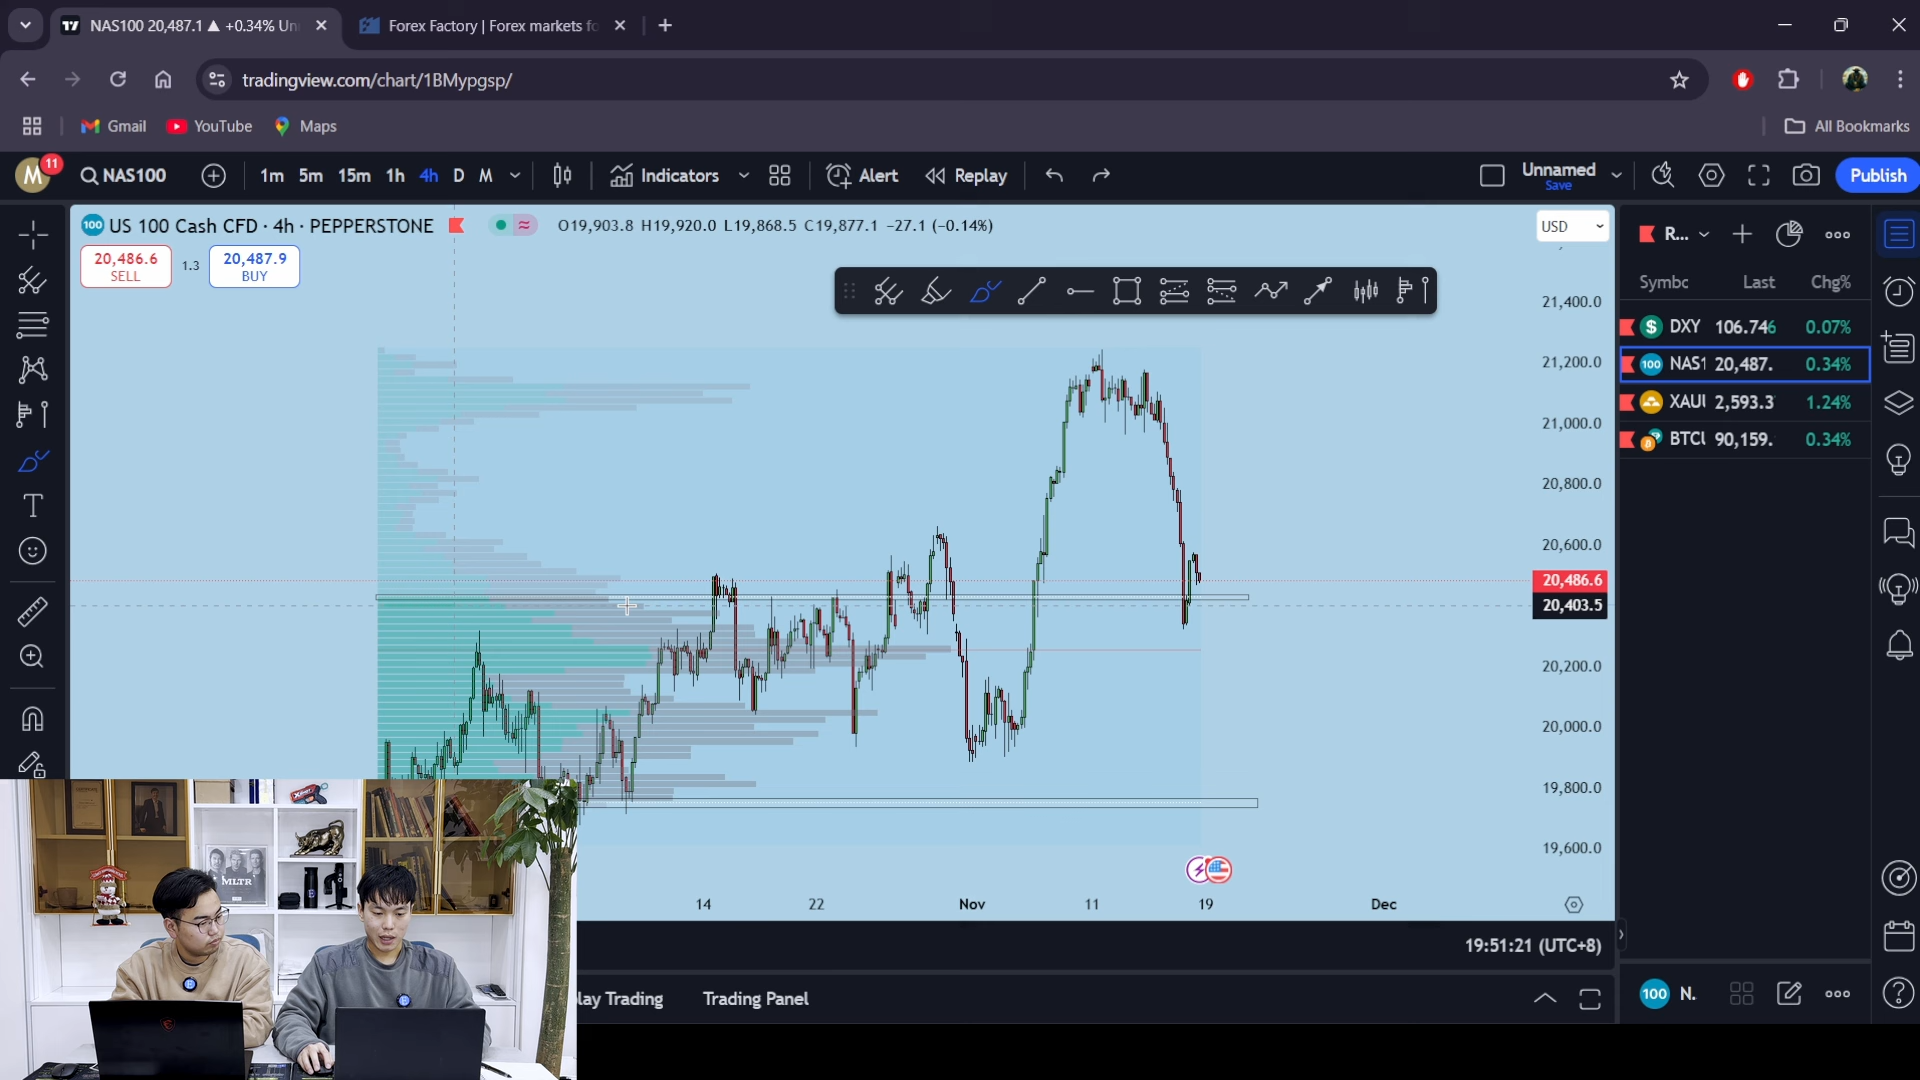 NAS100 20,487.1 ▲ +0.34% Un
Forex Factory | Forex markets fo
tradingview.com/chart/1BMypgsp/
Gmail
YouTube
Maps
All Bookmarks
M
11
NAS100
1m 5m 15m 1h 4h D M
Indicators
Alert
Replay
Unnamed
Save
Publish
100 US 100 Cash CFD · 4h · PEPPERSTONE
O19,903.8 H19,920.0 L19,868.5 C19,877.1 −27.1 (−0.14%)
USD
20,486.6
SELL
1.3
20,487.9
BUY
R...
Symbc Last Chg%
DXY 106.746 0.07%
100 NAS1 20,487. 0.34%
XAUI 2,593.3 1.24%
BTCI 90,159. 0.34%
21,400.0
21,200.0
21,000.0
20,800.0
20,600.0
20,486.6
20,403.5
20,200.0
20,000.0
19,800.0
19,600.0
14 22 Nov 11 19 Dec
19:51:21 (UTC+8)
lay Trading
Trading Panel
100 N.
MLTR